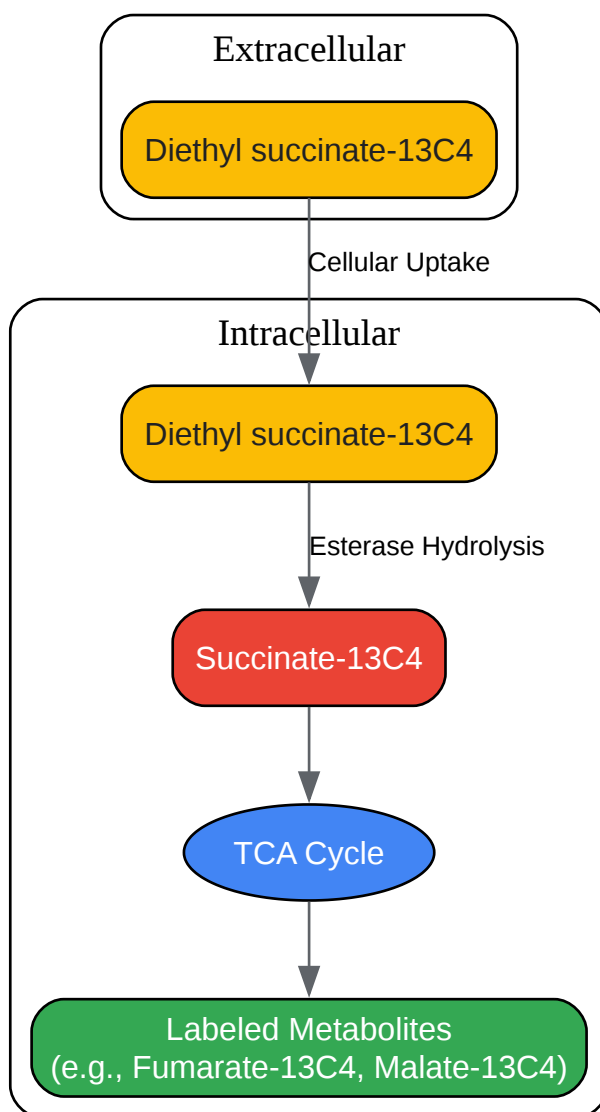 Extracellular
Diethyl succinate-13C4
Cellular Uptake
Intracellular
Diethyl succinate-13C4
Esterase Hydrolysis
Succinate-13C4
TCA Cycle
Labeled Metabolites
(e.g., Fumarate-13C4, Malate-13C4)